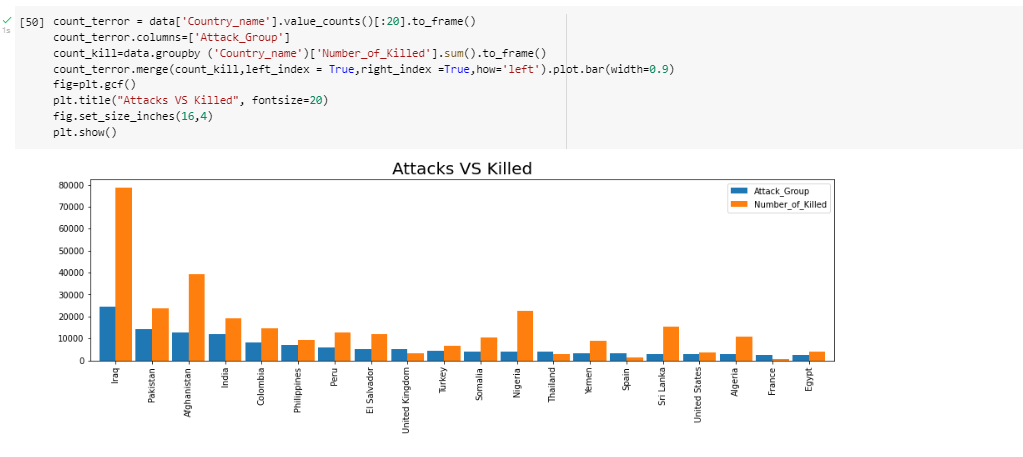 [50] count_terror = data['Country_name'].value_counts()[:20].to_frame()
1s
count_terror.columns=['Attack_Group']
count_kill=data.groupby ('Country_name')['Number_of_Killed'].sum().to_frame()
count_terror.merge(count_kill,left_index = True,right_index =True,how='left').plot.bar(width=0.9)
fig=plt.gcf()
plt.title("Attacks VS Killed", fontsize=20)
fig.set_size_inches(16,4)
plt.show()
Attacks VS Killed
80000
70000
60000
50000
40000
30000
20000
10000
0
Attack_Group
Number_of_Killed
Iraq
Pakistan
Afghanistan
India
Colombia
Philippines
Peru
El Salvador
United Kingdom
Turkey
Somalia
Nigeria
Thailand
Yemen
Spain
Sri Lanka
United States
Algeria
France
Egypt